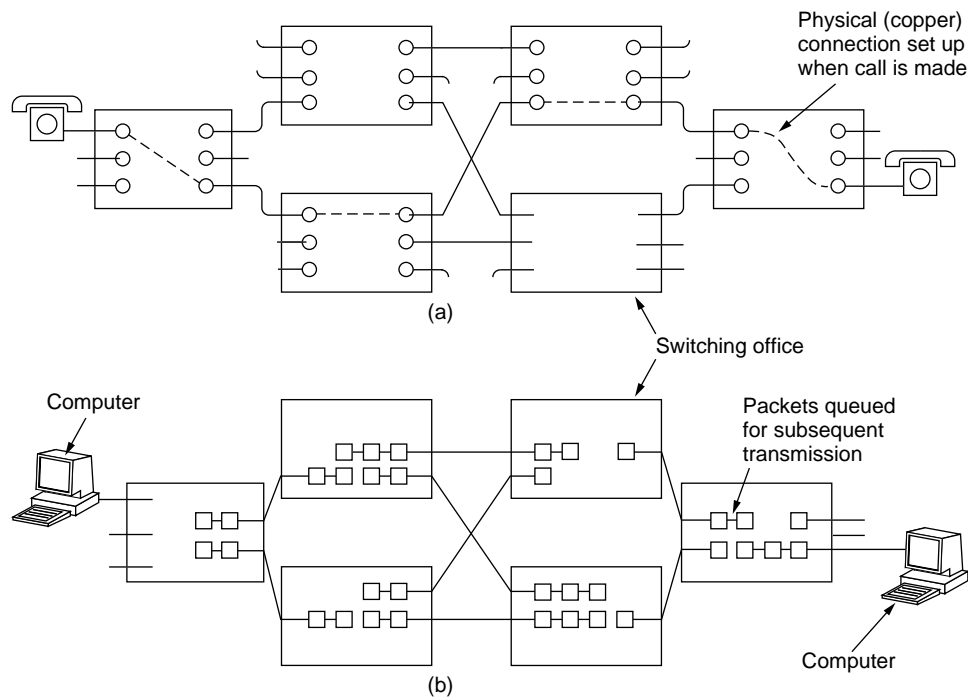 Physical (copper)
connection set up
when call is made
(a)
Switching office
Computer
Packets queued
for subsequent
transmission
Computer
(b)